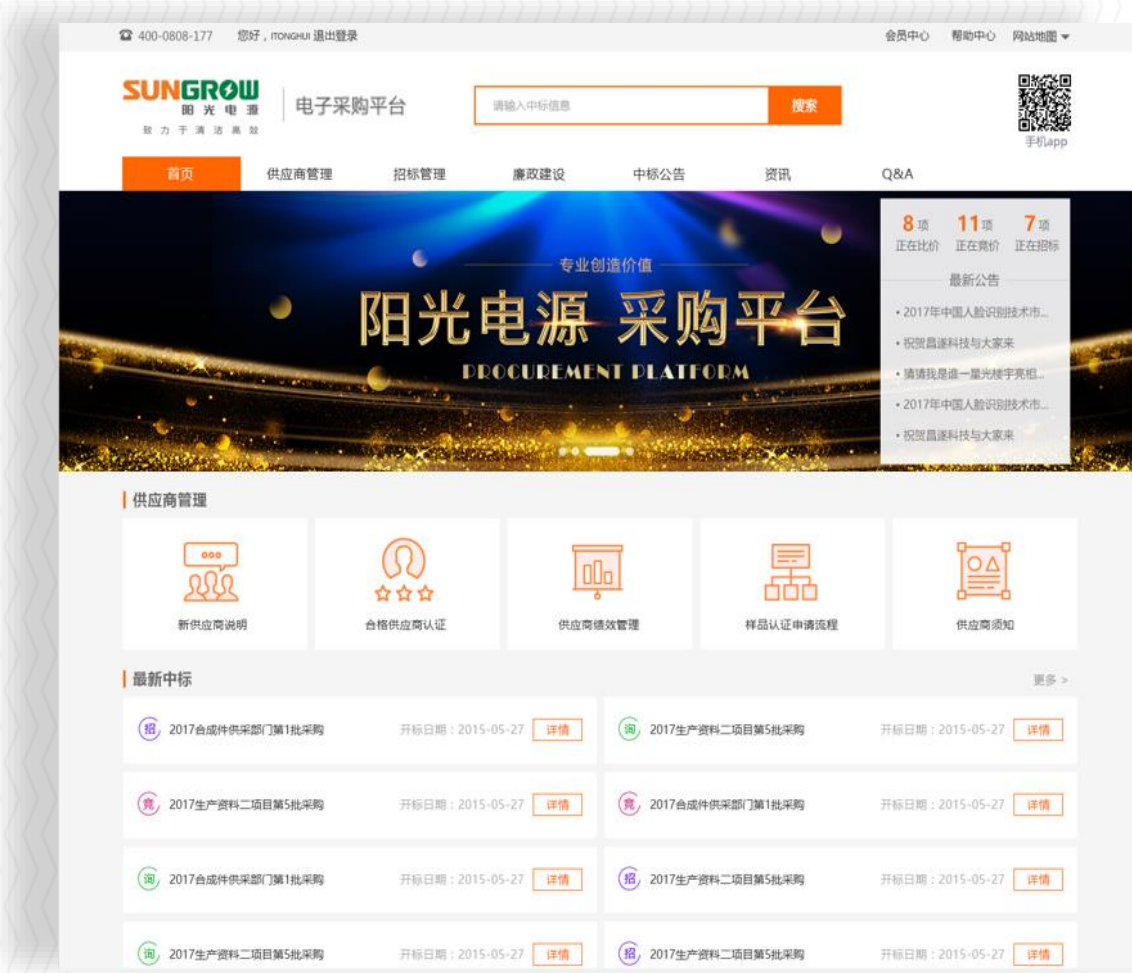 400-0808-177 您好，ITONGHUI 退出登录 会员中心 帮助中心 网站地图
SUNGROW
阳光电源
致力于清洁高效
电子采购平台
请输入中标信息 搜索
手机app
首页 供应商管理 招标管理 廉政建设 中标公告 资讯 Q&A
专业创造价值
阳光电源 采购平台
PROCUREMENT PLATFORM
8项 11项 7项
正在比价 正在竞价 正在招标
最新公告
• 2017年中国人脸识别技术市...
• 祝贺昌遂科技与大家来
• 猜猜我是谁一星光楼宇亮相...
• 2017年中国人脸识别技术市...
• 祝贺昌遂科技与大家来
供应商管理
新供应商说明 合格供应商认证 供应商绩效管理 样品认证申请流程 供应商须知
最新中标 更多 >
招 2017合成件供采部门第1批采购 开标日期：2015-05-27 详情 询 2017生产资料二项目第5批采购 开标日期：2015-05-27 详情
竞 2017生产资料二项目第5批采购 开标日期：2015-05-27 详情 竞 2017合成件供采部门第1批采购 开标日期：2015-05-27 详情
询 2017合成件供采部门第1批采购 开标日期：2015-05-27 详情 招 2017生产资料二项目第5批采购 开标日期：2015-05-27 详情
询 2017生产资料二项目第5批采购 开标日期：2015-05-27 详情 招 2017生产资料二项目第5批采购 开标日期：2015-05-27 详情